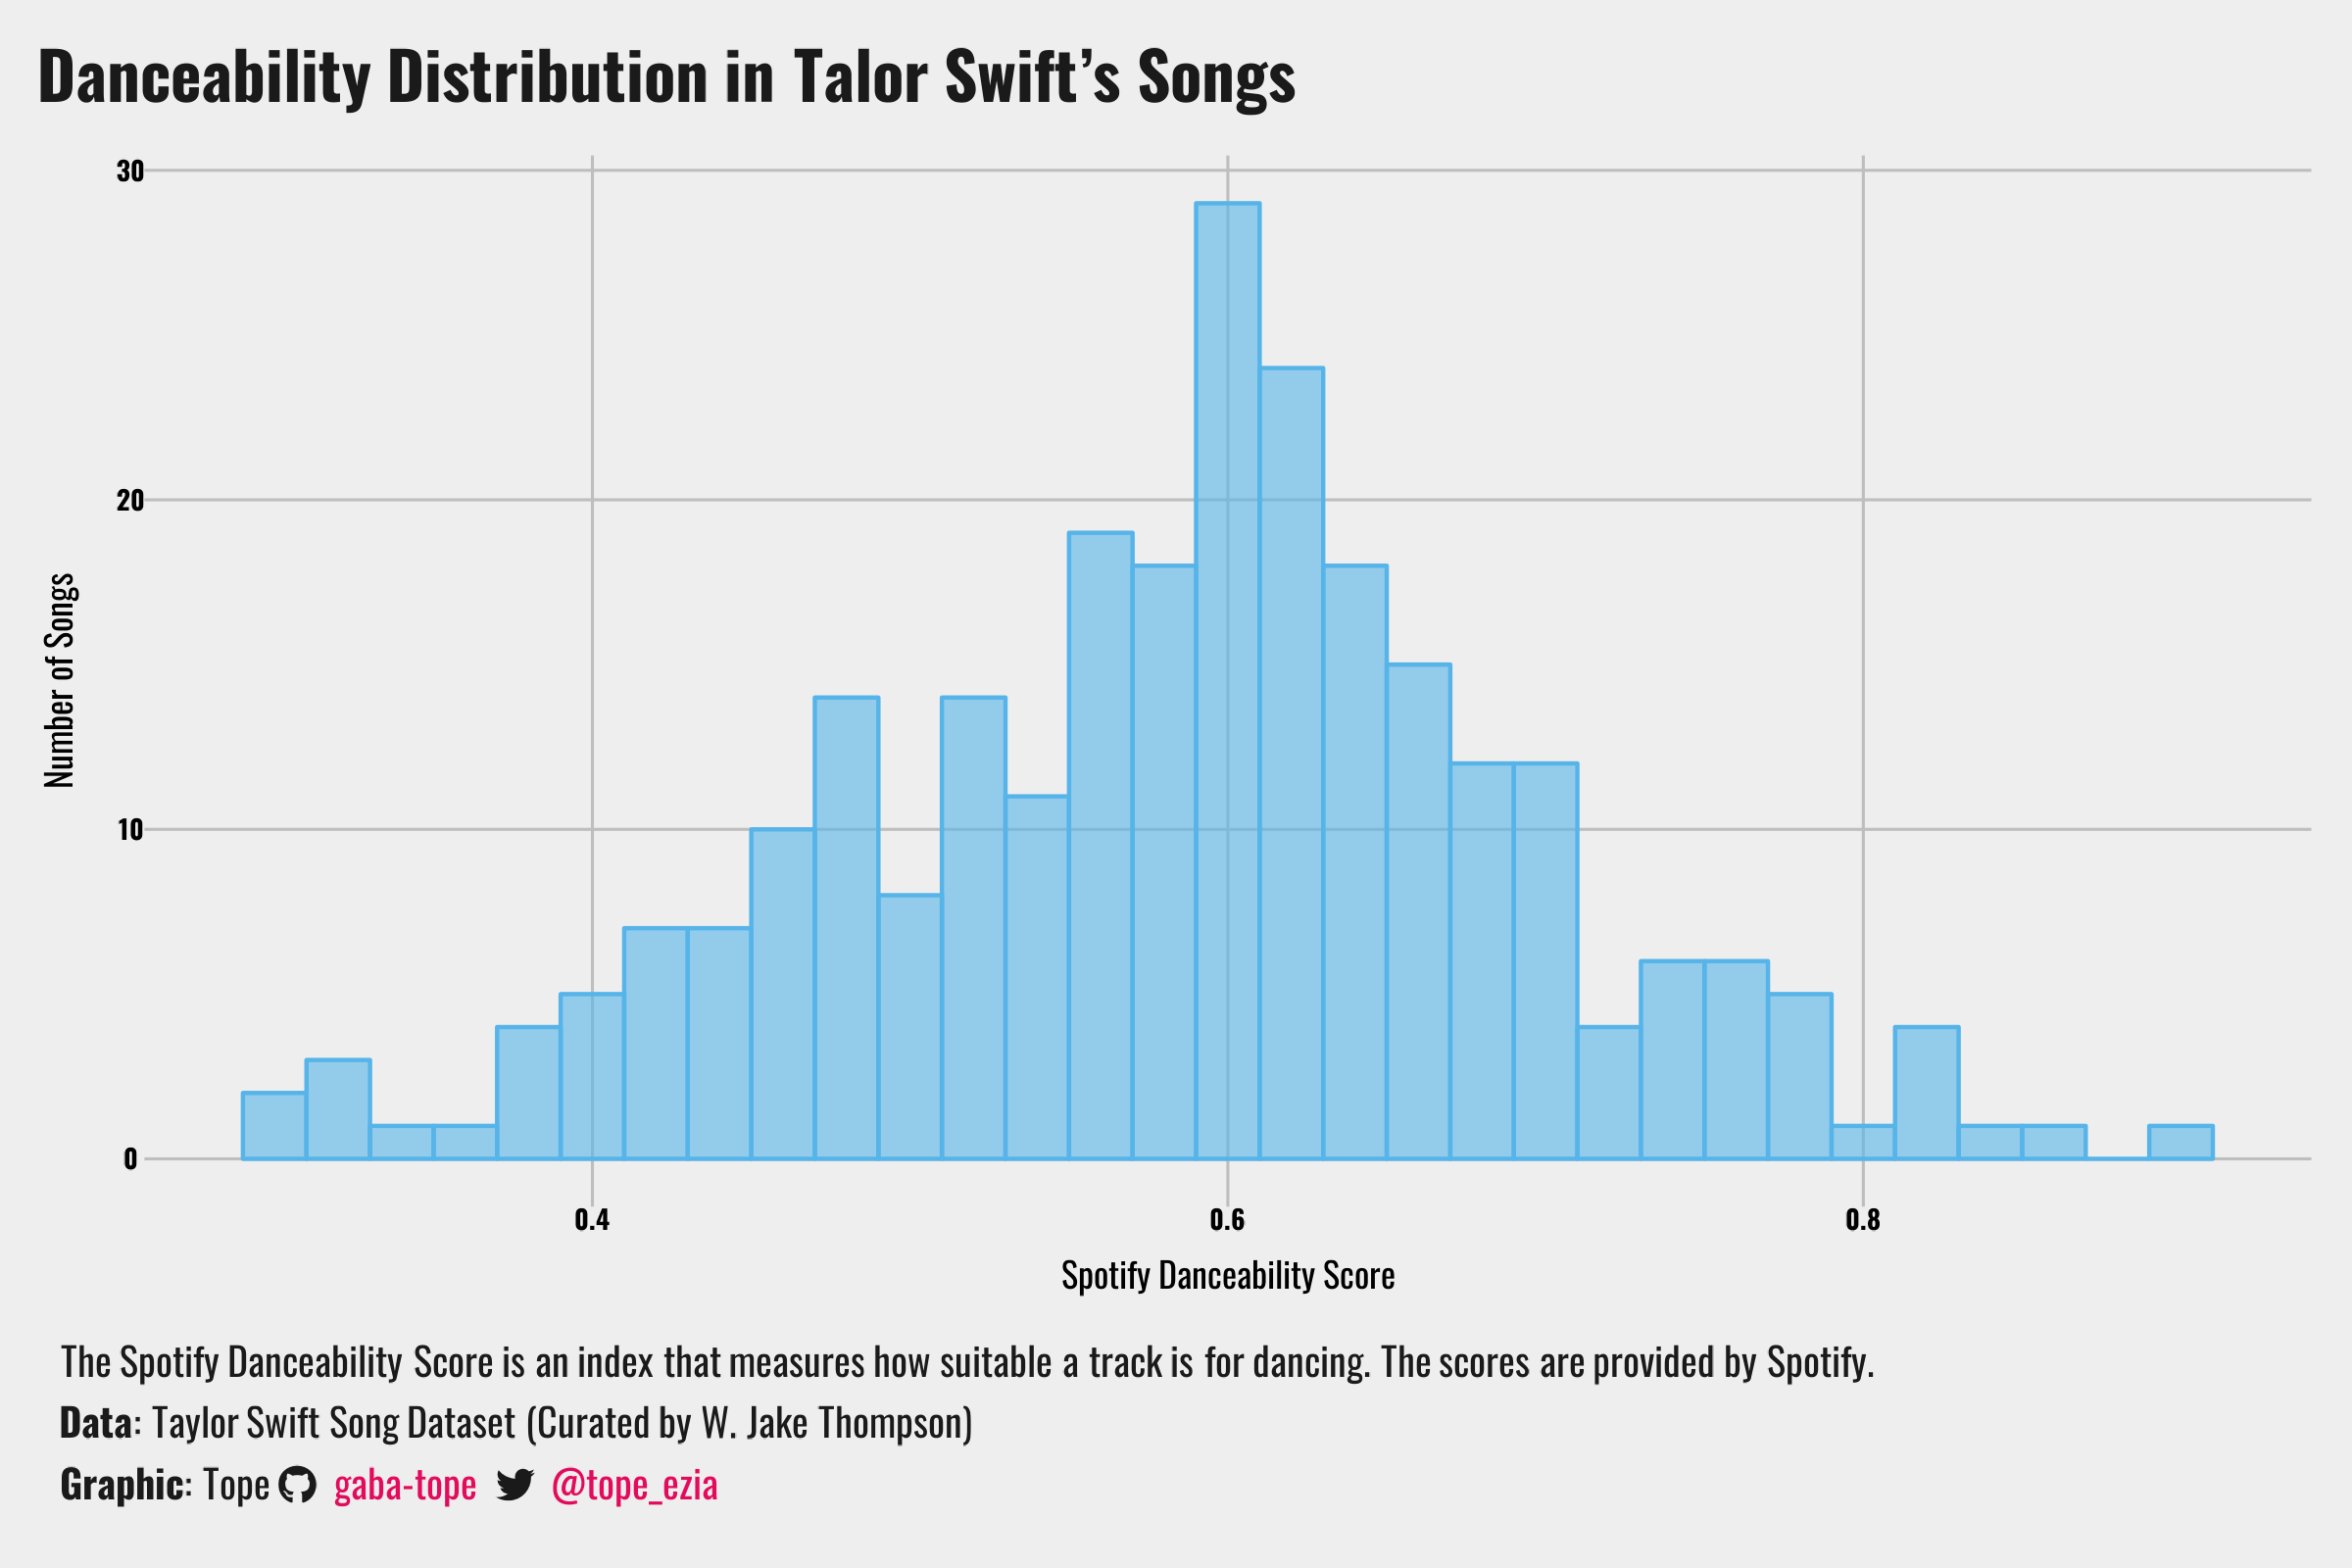 Danceability Distribution in Talor Swift’s Songs
30
20
10
0
Number of Songs
0.4 0.6 0.8
Spotify Danceability Score
The Spotify Danceability Score is an index that measures how suitable a track is for dancing. The scores are provided by Spotify.
Data: Taylor Swift Song Dataset (Curated by W. Jake Thompson)
Graphic: Tope gaba-tope @tope_ezia